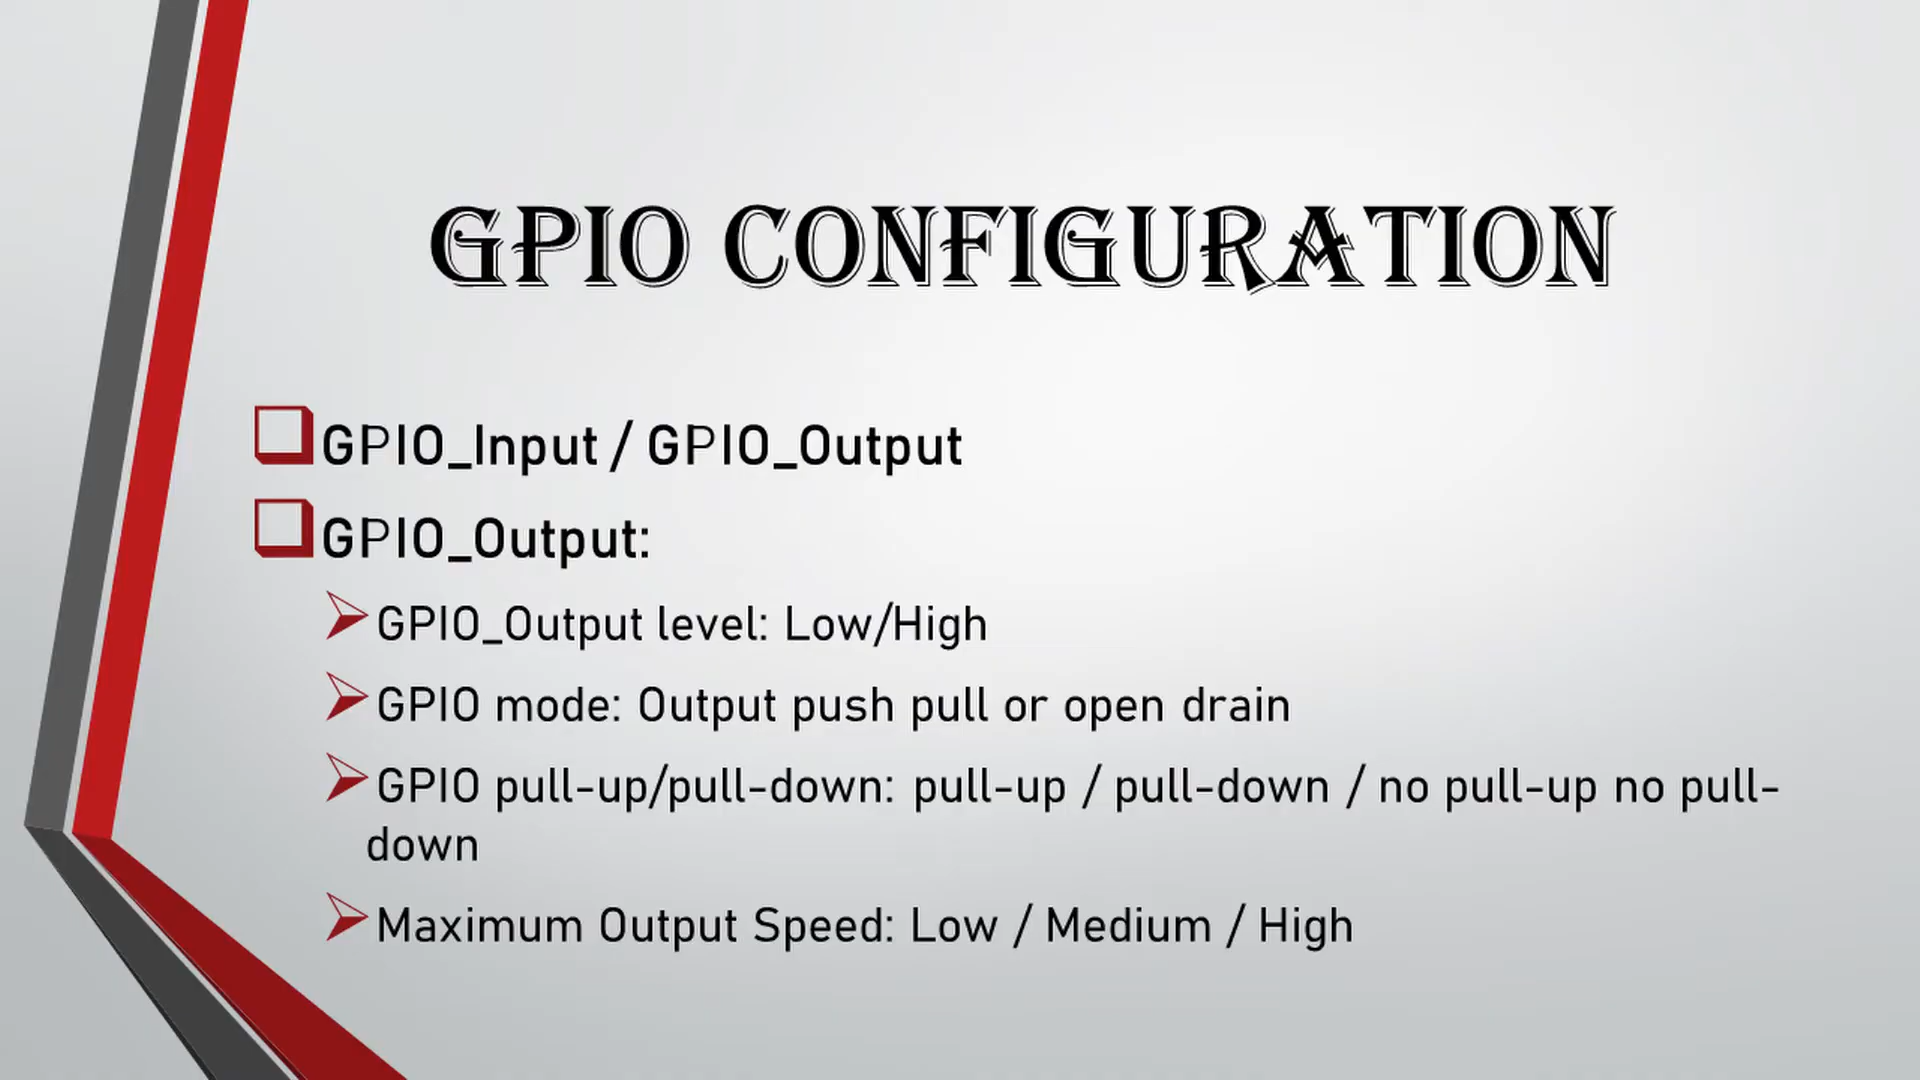 GPIO CONFIGURATION
GPIO_Input / GPIO_Output
GPIO_Output:
GPIO_Output level: Low/High
GPIO mode: Output push pull or open drain
GPIO pull-up/pull-down: pull-up / pull-down / no pull-up no pull-
down
Maximum Output Speed: Low / Medium / High